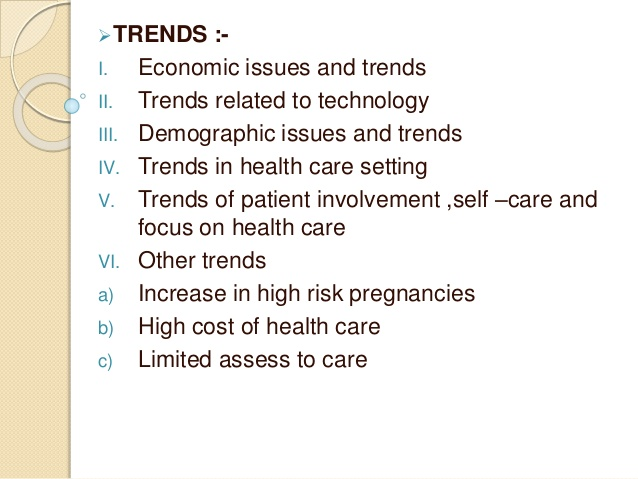 ➢TRENDS :-
I. Economic issues and trends
II. Trends related to technology
III. Demographic issues and trends
IV. Trends in health care setting
V. Trends of patient involvement ,self –care and
focus on health care
VI. Other trends
a) Increase in high risk pregnancies
b) High cost of health care
c) Limited assess to care